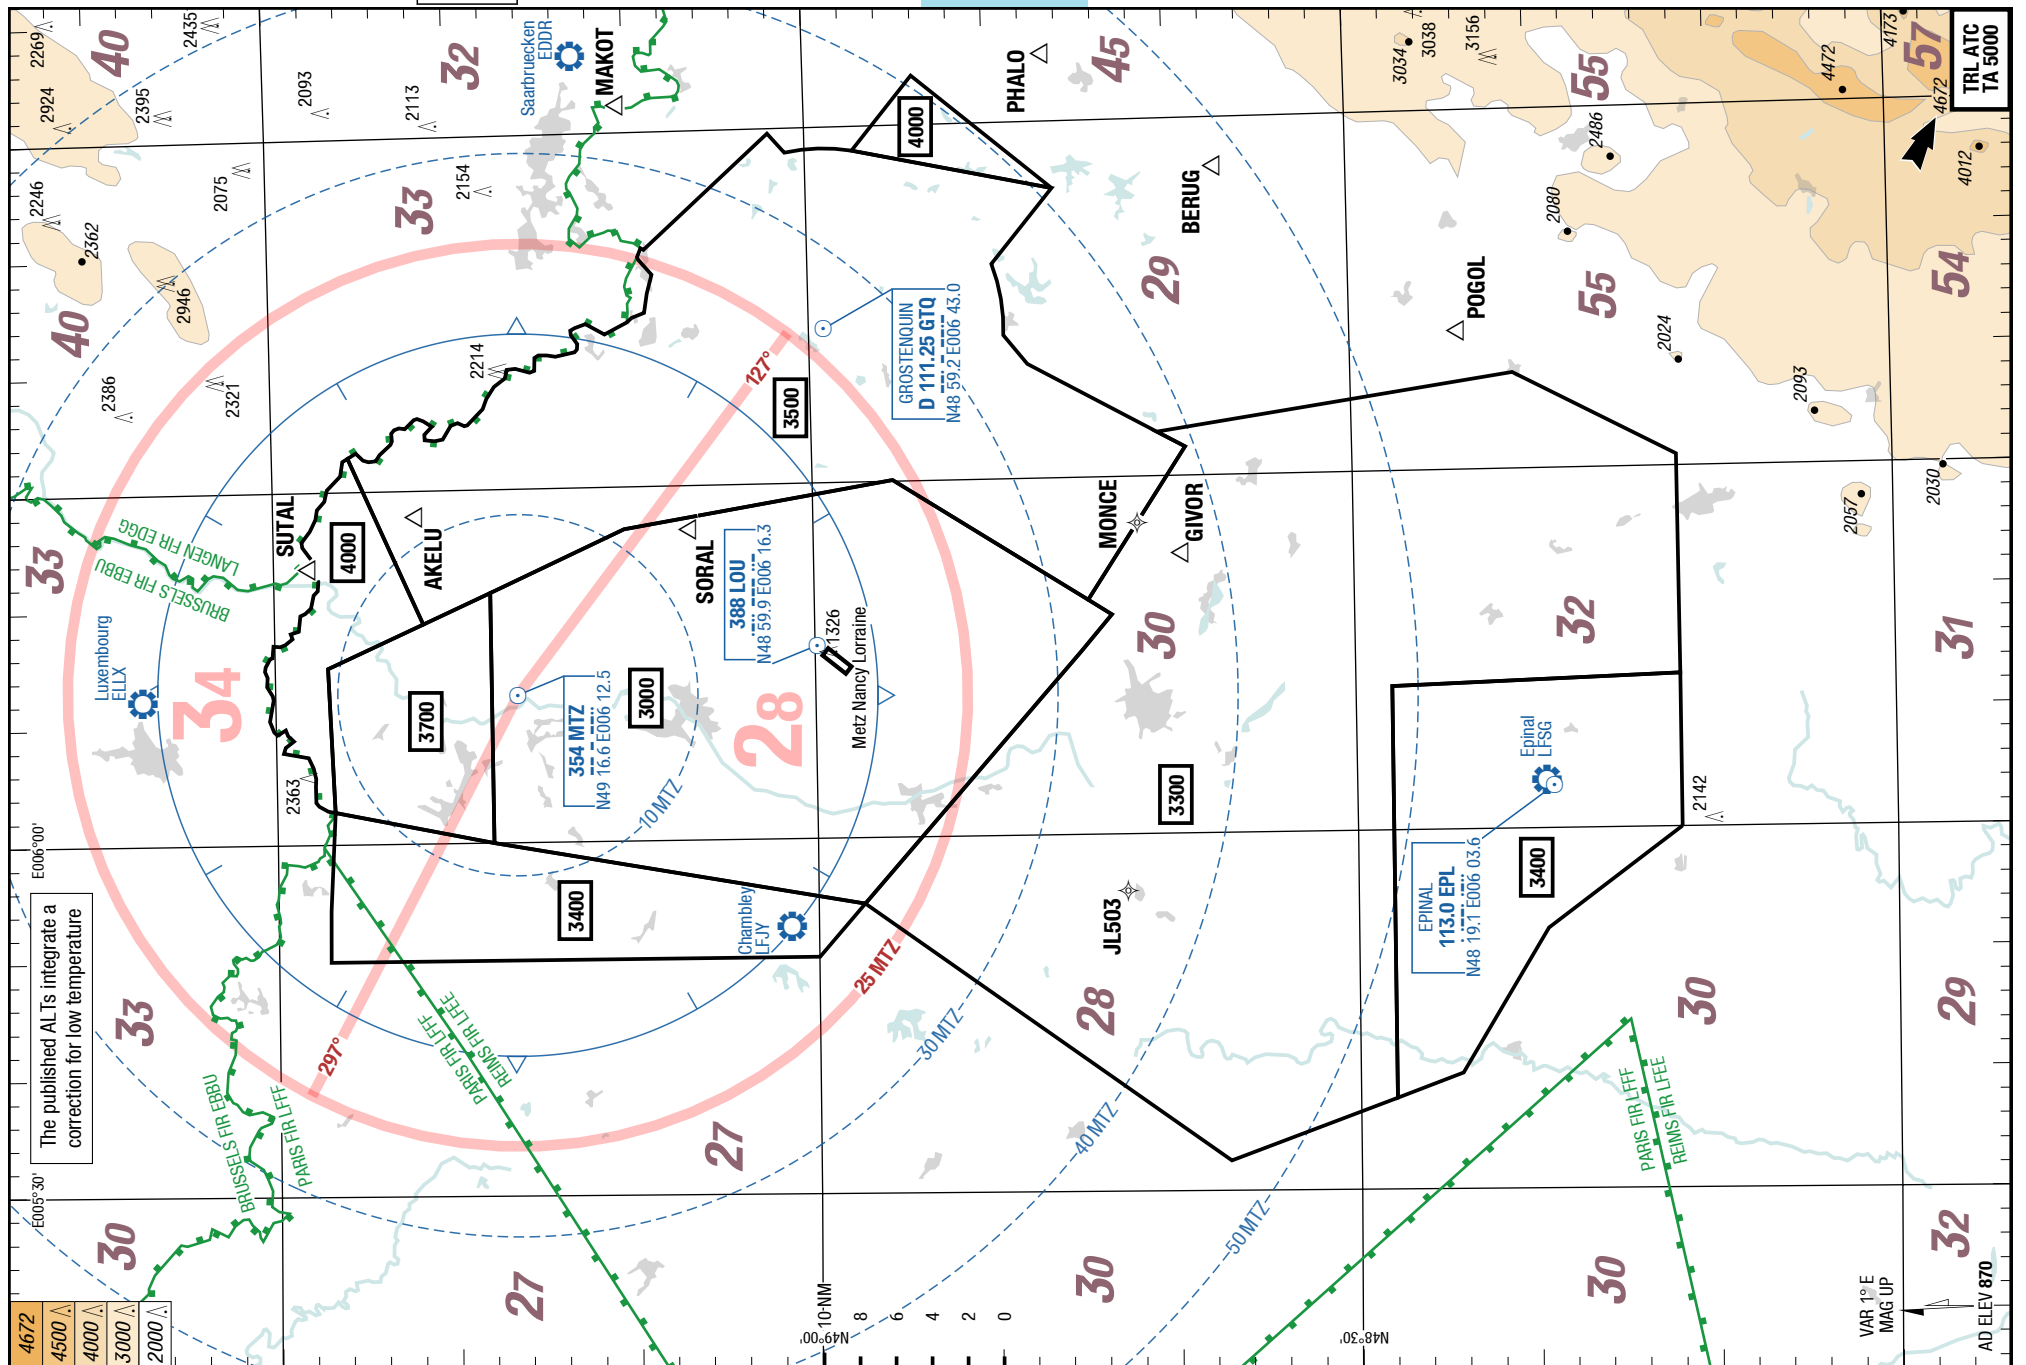 The published ALTs integrate a
correction for low temperature
TRL ATC
TA 5000
4672
4500
4000
3000
2000
VAR 1° E
MAG UP
AD ELEV 870
E005°30'
E006°00'
N49°00'
N48°30'
10 NM
8
6
4
2
0
30
33
33
40
40
32
33
34
28
27
27
28
30
30
30
29
32
31
30
32
29
45
55
55
54
57
Luxembourg
ELLX
Saarbruecken
EDDR
Chambley
LFJY
Epinal
LFSG
Metz Nancy Lorraine
354 MTZ
N49 16.6 E006 12.5
388 LOU
N48 59.9 E006 16.3
GROSTENQUIN
D 111.25 GTQ
N48 59.2 E006 43.0
EPINAL
113.0 EPL
N48 19.1 E006 03.6
SUTAL
AKELU
SORAL
MAKOT
PHALO
BERUG
POGOL
MONCE
GIVOR
JL503
4000
3700
3000
3400
3500
4000
3300
3400
127°
297°
25 MTZ
10 MTZ
30 MTZ
40 MTZ
50 MTZ
LANGEN FIR EDGG
BRUSSELS FIR EBBU
BRUSSELS FIR EBBU
PARIS FIR LFFF
PARIS FIR LFFF
REIMS FIR LFEE
PARIS FIR LFFF
REIMS FIR LFEE
2269
2435
2924
2395
2093
2113
2246
2075
2154
2362
2946
2386
2321
2214
2363
1326
3034
3038
3156
4173
4472
4672
2486
4012
2080
2024
2093
2057
2030
2142